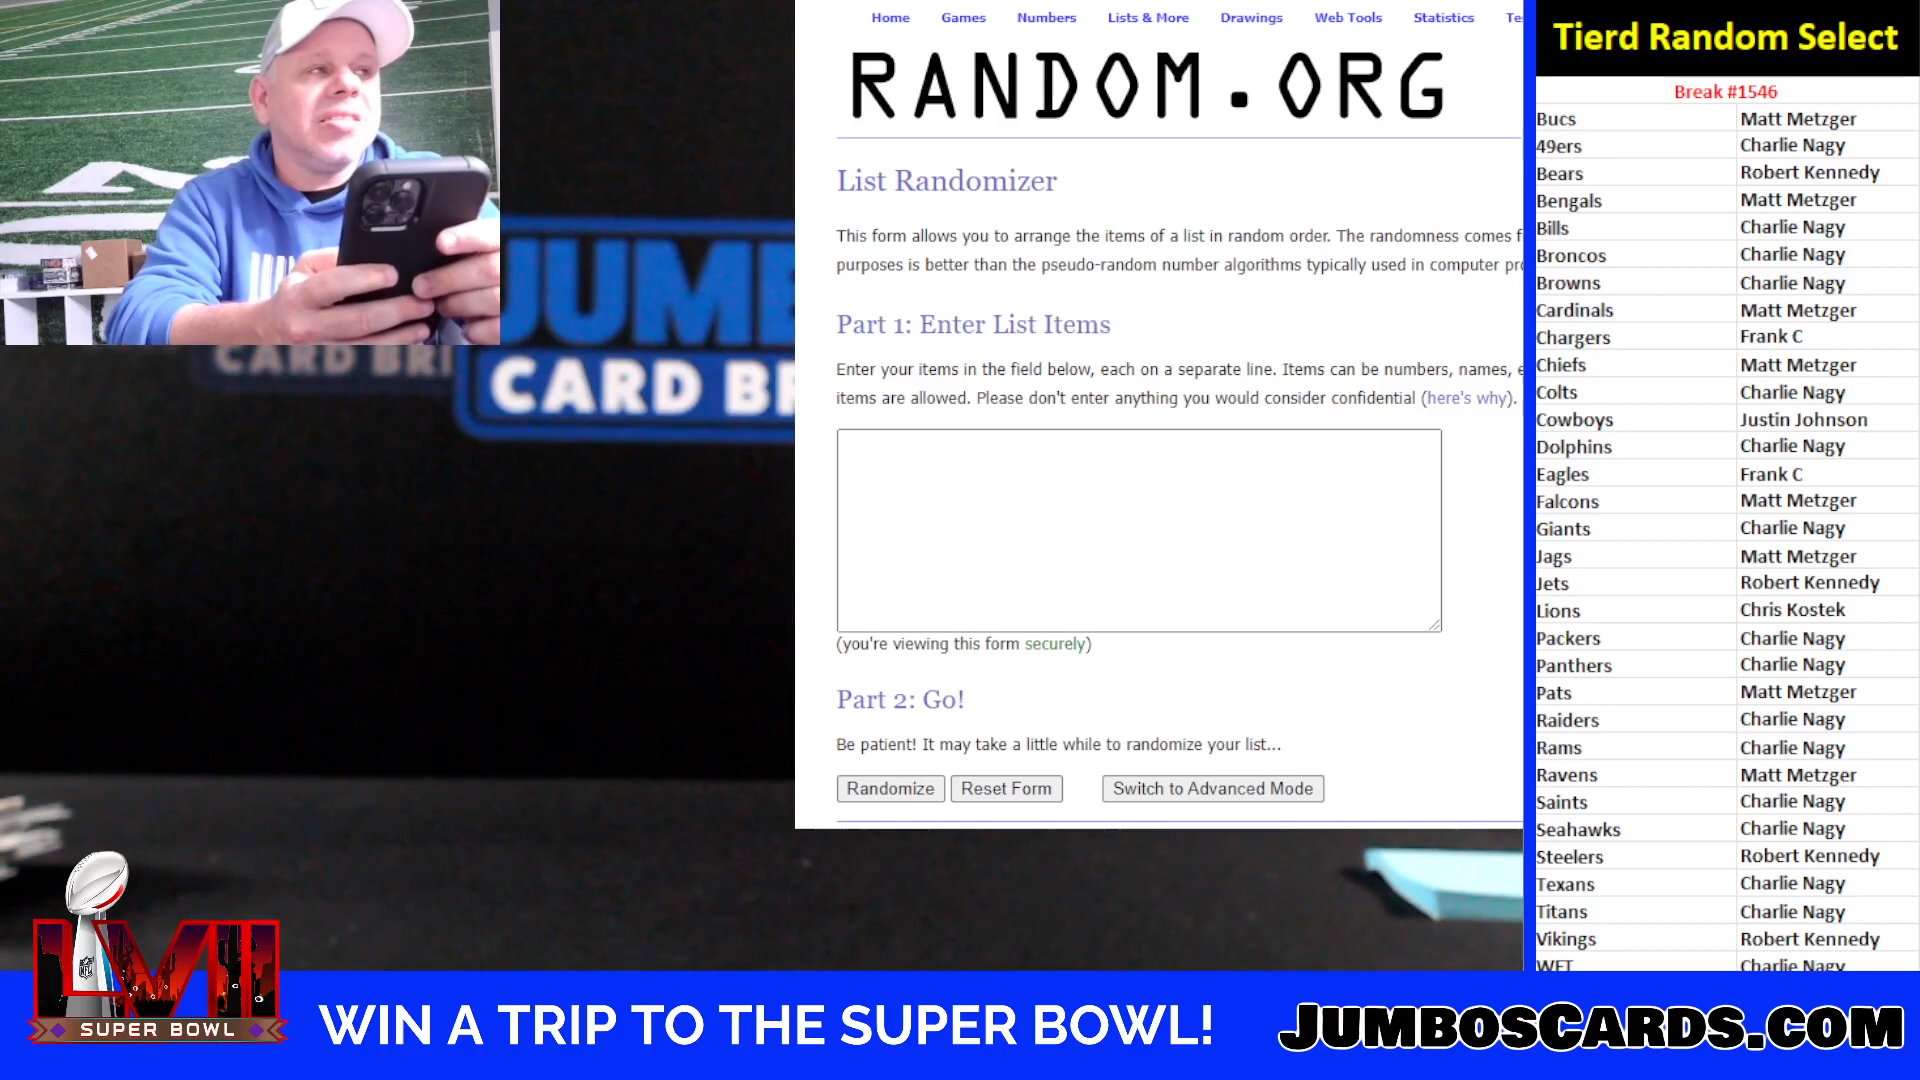 Home Games Numbers Lists & More Drawings Web Tools Statistics
RANDOM.ORG
List Randomizer
This form allows you to arrange the items of a list in random order. The randomness comes
purposes is better than the pseudo-random number algorithms typically used in computer
Part 1: Enter List Items
Enter your items in the field below, each on a separate line. Items can be numbers, names,
items are allowed. Please don't enter anything you would consider confidential (here's why).
(you're viewing this form securely)
Part 2: Go!
Be patient! It may take a little while to randomize your list...
Randomize Reset Form Switch to Advanced Mode
Tierd Random Select
Break #1546
Bucs Matt Metzger
49ers Charlie Nagy
Bears Robert Kennedy
Bengals Matt Metzger
Bills Charlie Nagy
Broncos Charlie Nagy
Browns Charlie Nagy
Cardinals Matt Metzger
Chargers Frank C
Chiefs Matt Metzger
Colts Charlie Nagy
Cowboys Justin Johnson
Dolphins Charlie Nagy
Eagles Frank C
Falcons Matt Metzger
Giants Charlie Nagy
Jags Matt Metzger
Jets Robert Kennedy
Lions Chris Kostek
Packers Charlie Nagy
Panthers Charlie Nagy
Pats Matt Metzger
Raiders Charlie Nagy
Rams Charlie Nagy
Ravens Matt Metzger
Saints Charlie Nagy
Seahawks Charlie Nagy
Steelers Robert Kennedy
Texans Charlie Nagy
Titans Charlie Nagy
Vikings Robert Kennedy
WFT Charlie Nagy
JUMB
CARD BR
CARD BRI
LVII
NFL
SUPER BOWL
WIN A TRIP TO THE SUPER BOWL!
JUMBOSCARDS.COM